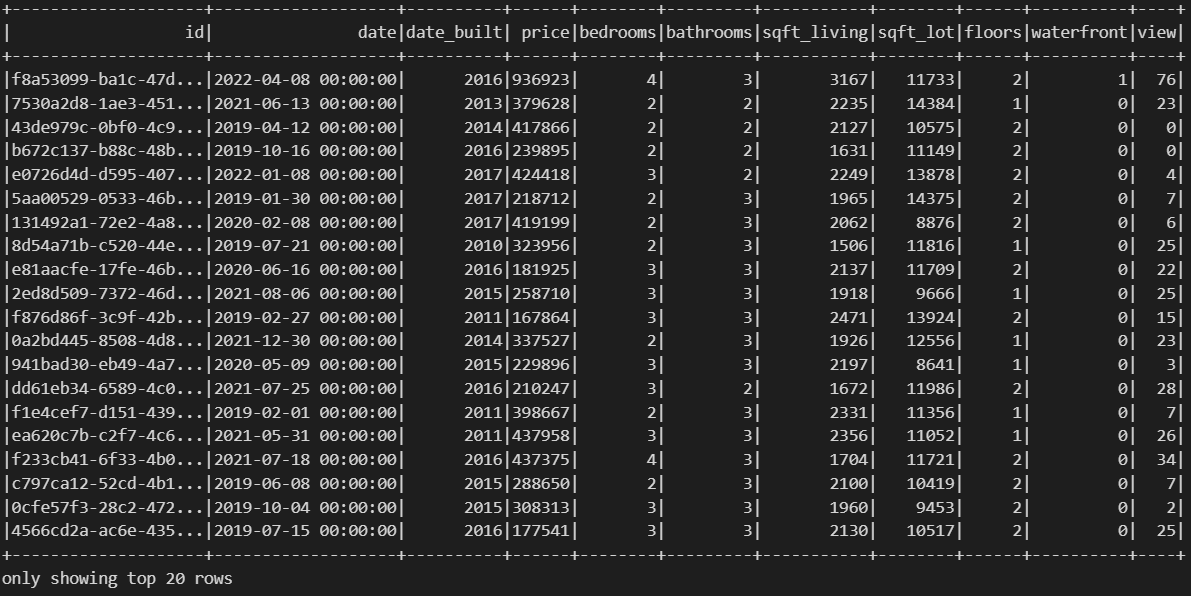 +--------------------+-------------------+----------+------+--------+---------+-----------+--------+------+----------+----+
|                  id|               date|date_built| price|bedrooms|bathrooms|sqft_living|sqft_lot|floors|waterfront|view|
+--------------------+-------------------+----------+------+--------+---------+-----------+--------+------+----------+----+
|f8a53099-ba1c-47d...|2022-04-08 00:00:00|      2016|936923|       4|        3|       3167|   11733|     2|         1|  76|
|7530a2d8-1ae3-451...|2021-06-13 00:00:00|      2013|379628|       2|        2|       2235|   14384|     1|         0|  23|
|43de979c-0bf0-4c9...|2019-04-12 00:00:00|      2014|417866|       2|        2|       2127|   10575|     2|         0|   0|
|b672c137-b88c-48b...|2019-10-16 00:00:00|      2016|239895|       2|        2|       1631|   11149|     2|         0|   0|
|e0726d4d-d595-407...|2022-01-08 00:00:00|      2017|424418|       3|        2|       2249|   13878|     2|         0|   4|
|5aa00529-0533-46b...|2019-01-30 00:00:00|      2017|218712|       2|        3|       1965|   14375|     2|         0|   7|
|131492a1-72e2-4a8...|2020-02-08 00:00:00|      2017|419199|       2|        3|       2062|    8876|     2|         0|   6|
|8d54a71b-c520-44e...|2019-07-21 00:00:00|      2010|323956|       2|        3|       1506|   11816|     1|         0|  25|
|e81aacfe-17fe-46b...|2020-06-16 00:00:00|      2016|181925|       3|        3|       2137|   11709|     2|         0|  22|
|2ed8d509-7372-46d...|2021-08-06 00:00:00|      2015|258710|       3|        3|       1918|    9666|     1|         0|  25|
|f876d86f-3c9f-42b...|2019-02-27 00:00:00|      2011|167864|       3|        3|       2471|   13924|     2|         0|  15|
|0a2bd445-8508-4d8...|2021-12-30 00:00:00|      2014|337527|       2|        3|       1926|   12556|     1|         0|  23|
|941bad30-eb49-4a7...|2020-05-09 00:00:00|      2015|229896|       3|        3|       2197|    8641|     1|         0|   3|
|dd61eb34-6589-4c0...|2021-07-25 00:00:00|      2016|210247|       3|        2|       1672|   11986|     2|         0|  28|
|f1e4cef7-d151-439...|2019-02-01 00:00:00|      2011|398667|       2|        3|       2331|   11356|     1|         0|   7|
|ea620c7b-c2f7-4c6...|2021-05-31 00:00:00|      2011|437958|       3|        3|       2356|   11052|     1|         0|  26|
|f233cb41-6f33-4b0...|2021-07-18 00:00:00|      2016|437375|       4|        3|       1704|   11721|     2|         0|  34|
|c797ca12-52cd-4b1...|2019-06-08 00:00:00|      2015|288650|       2|        3|       2100|   10419|     2|         0|   7|
|0cfe57f3-28c2-472...|2019-10-04 00:00:00|      2015|308313|       3|        3|       1960|    9453|     2|         0|   2|
|4566cd2a-ac6e-435...|2019-07-15 00:00:00|      2016|177541|       3|        3|       2130|   10517|     2|         0|  25|
+--------------------+-------------------+----------+------+--------+---------+-----------+--------+------+----------+----+
only showing top 20 rows